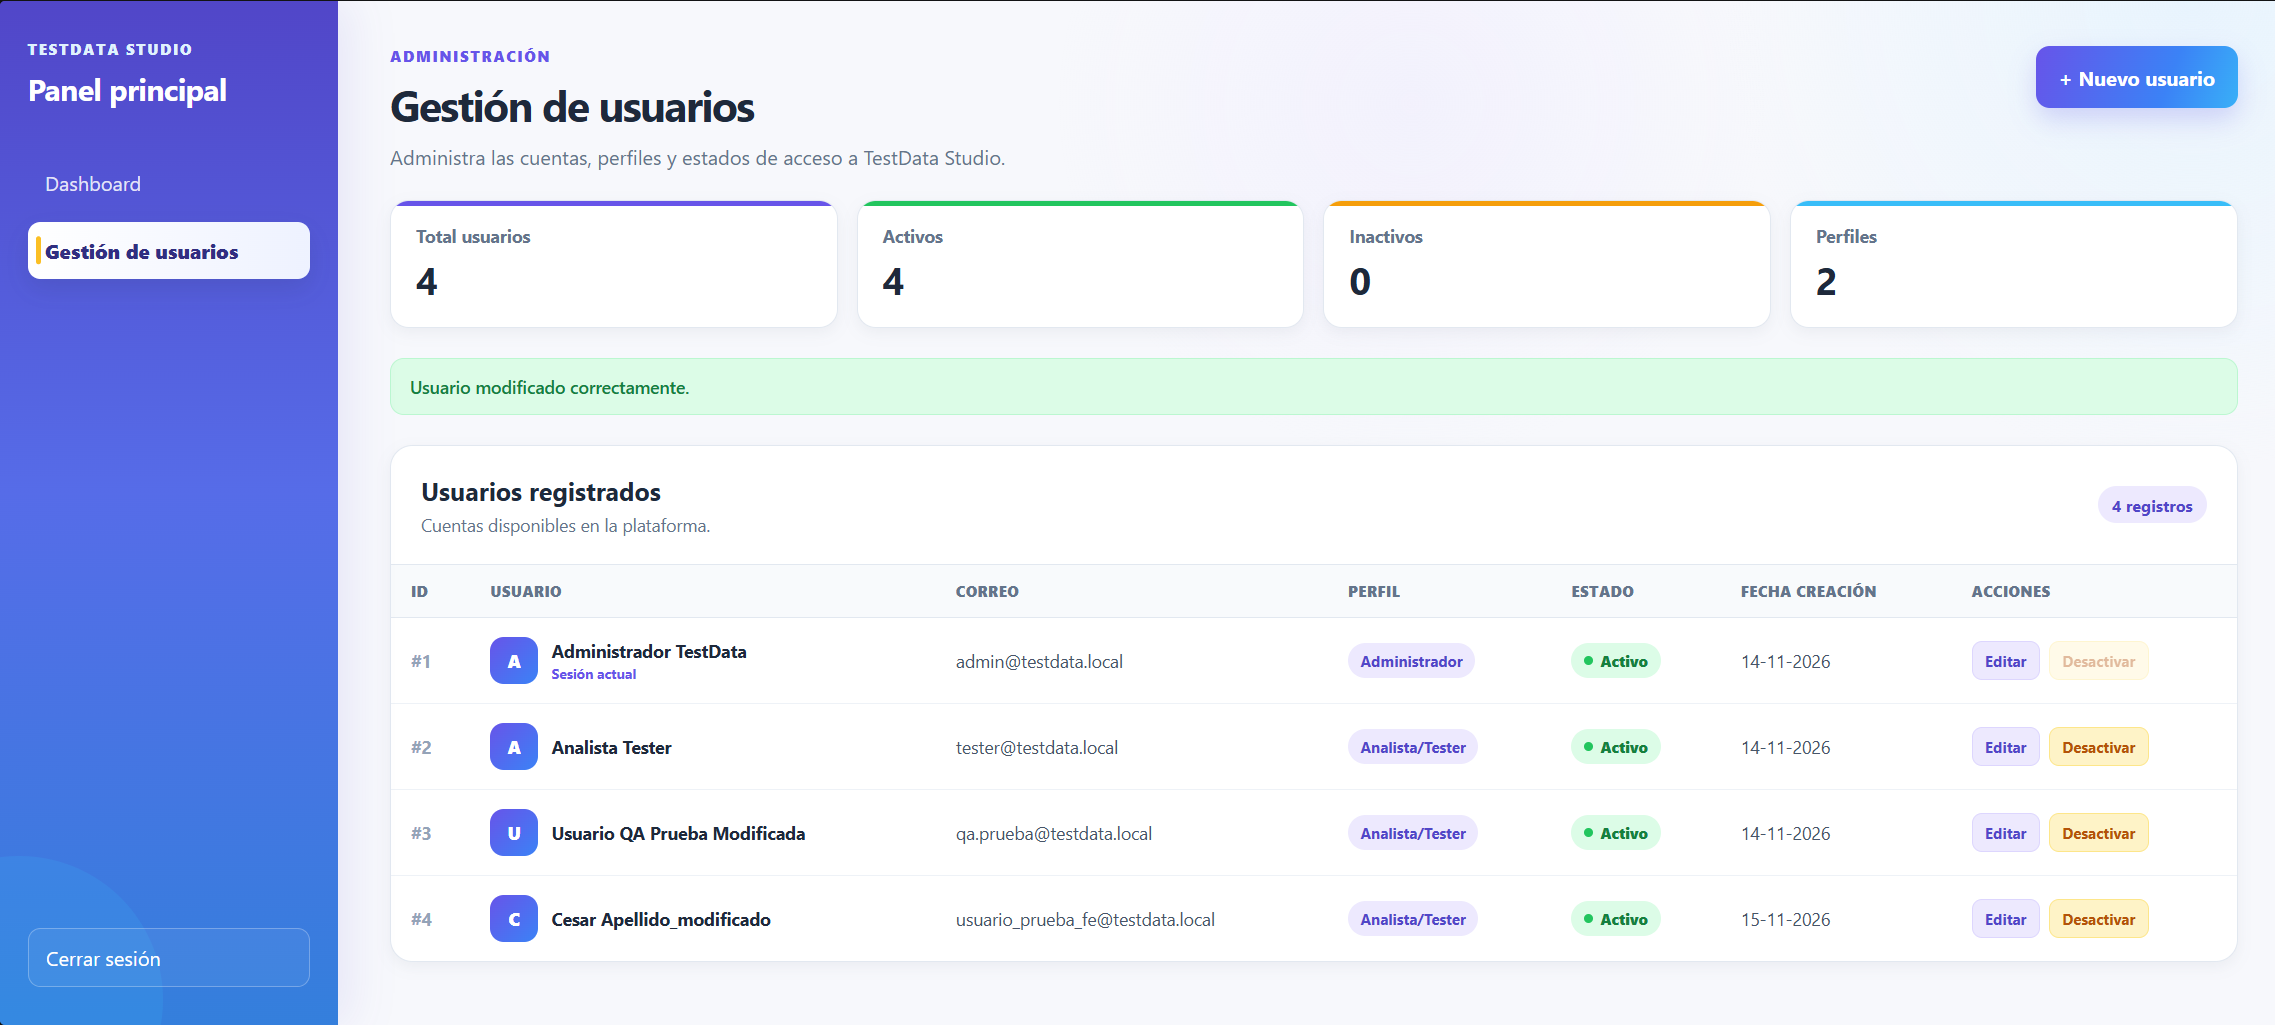 TESTDATA STUDIO
Panel principal
Dashboard
Gestión de usuarios
Cerrar sesión
ADMINISTRACIÓN
Gestión de usuarios
Administra las cuentas, perfiles y estados de acceso a TestData Studio.
+ Nuevo usuario
Total usuarios
4
Activos
4
Inactivos
0
Perfiles
2
Usuario modificado correctamente.
Usuarios registrados
Cuentas disponibles en la plataforma.
4 registros
ID USUARIO CORREO PERFIL ESTADO FECHA CREACIÓN ACCIONES
#1 A Administrador TestData admin@testdata.local Administrador Activo 14-11-2026 Editar Desactivar
Sesión actual
#2 A Analista Tester tester@testdata.local Analista/Tester Activo 14-11-2026 Editar Desactivar
#3 U Usuario QA Prueba Modificada qa.prueba@testdata.local Analista/Tester Activo 14-11-2026 Editar Desactivar
#4 C Cesar Apellido_modificado usuario_prueba_fe@testdata.local Analista/Tester Activo 15-11-2026 Editar Desactivar